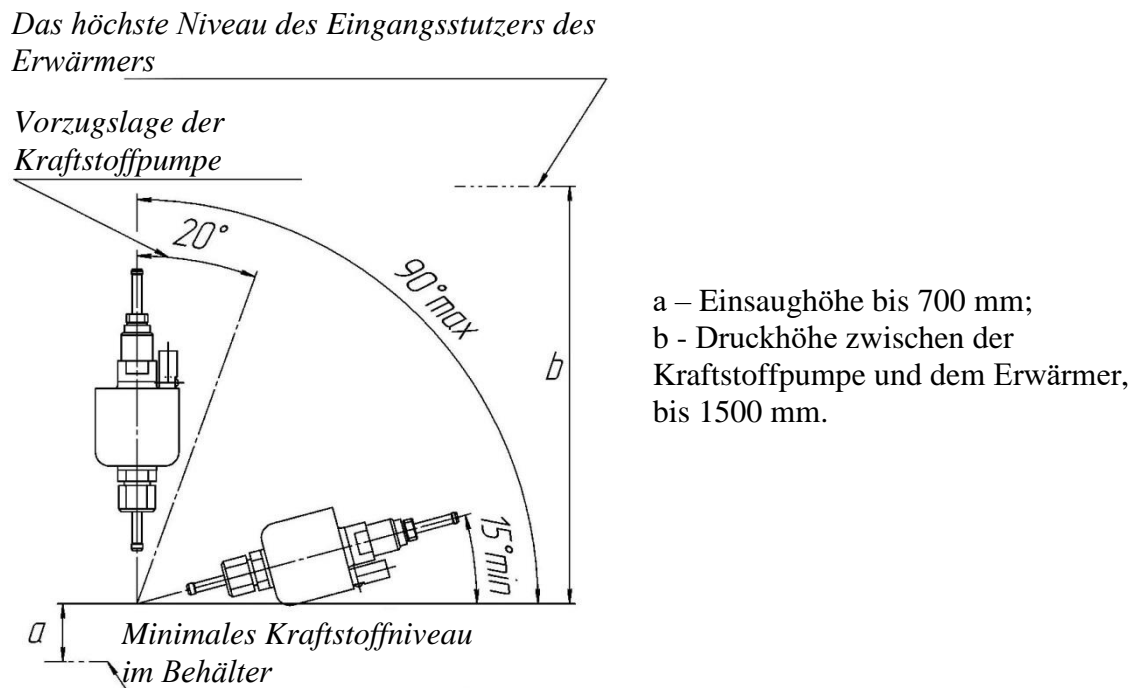 Das höchste Niveau des Eingangsstutzers des
Erwärmers
Vorzugslage der
Kraftstoffpumpe
20°
90°max
b
15°min
a
Minimales Kraftstoffniveau
im Behälter
a – Einsaughöhe bis 700 mm;
b - Druckhöhe zwischen der
Kraftstoffpumpe und dem Erwärmer,
bis 1500 mm.